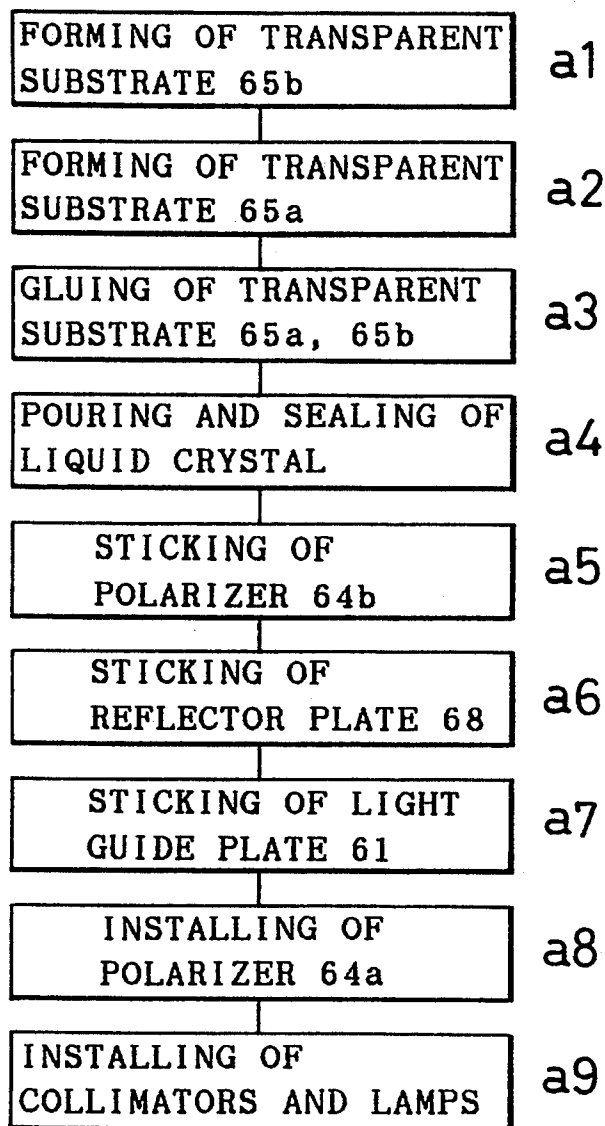 FORMING OF TRANSPARENT
SUBSTRATE 65b
a1
FORMING OF TRANSPARENT
SUBSTRATE 65a
a2
GLUING OF TRANSPARENT
SUBSTRATE 65a, 65b
a3
POURING AND SEALING OF
LIQUID CRYSTAL
a4
STICKING OF
POLARIZER 64b
a5
STICKING OF
REFLECTOR PLATE 68
a6
STICKING OF LIGHT
GUIDE PLATE 61
a7
INSTALLING OF
POLARIZER 64a
a8
INSTALLING OF
COLLIMATORS AND LAMPS
a9